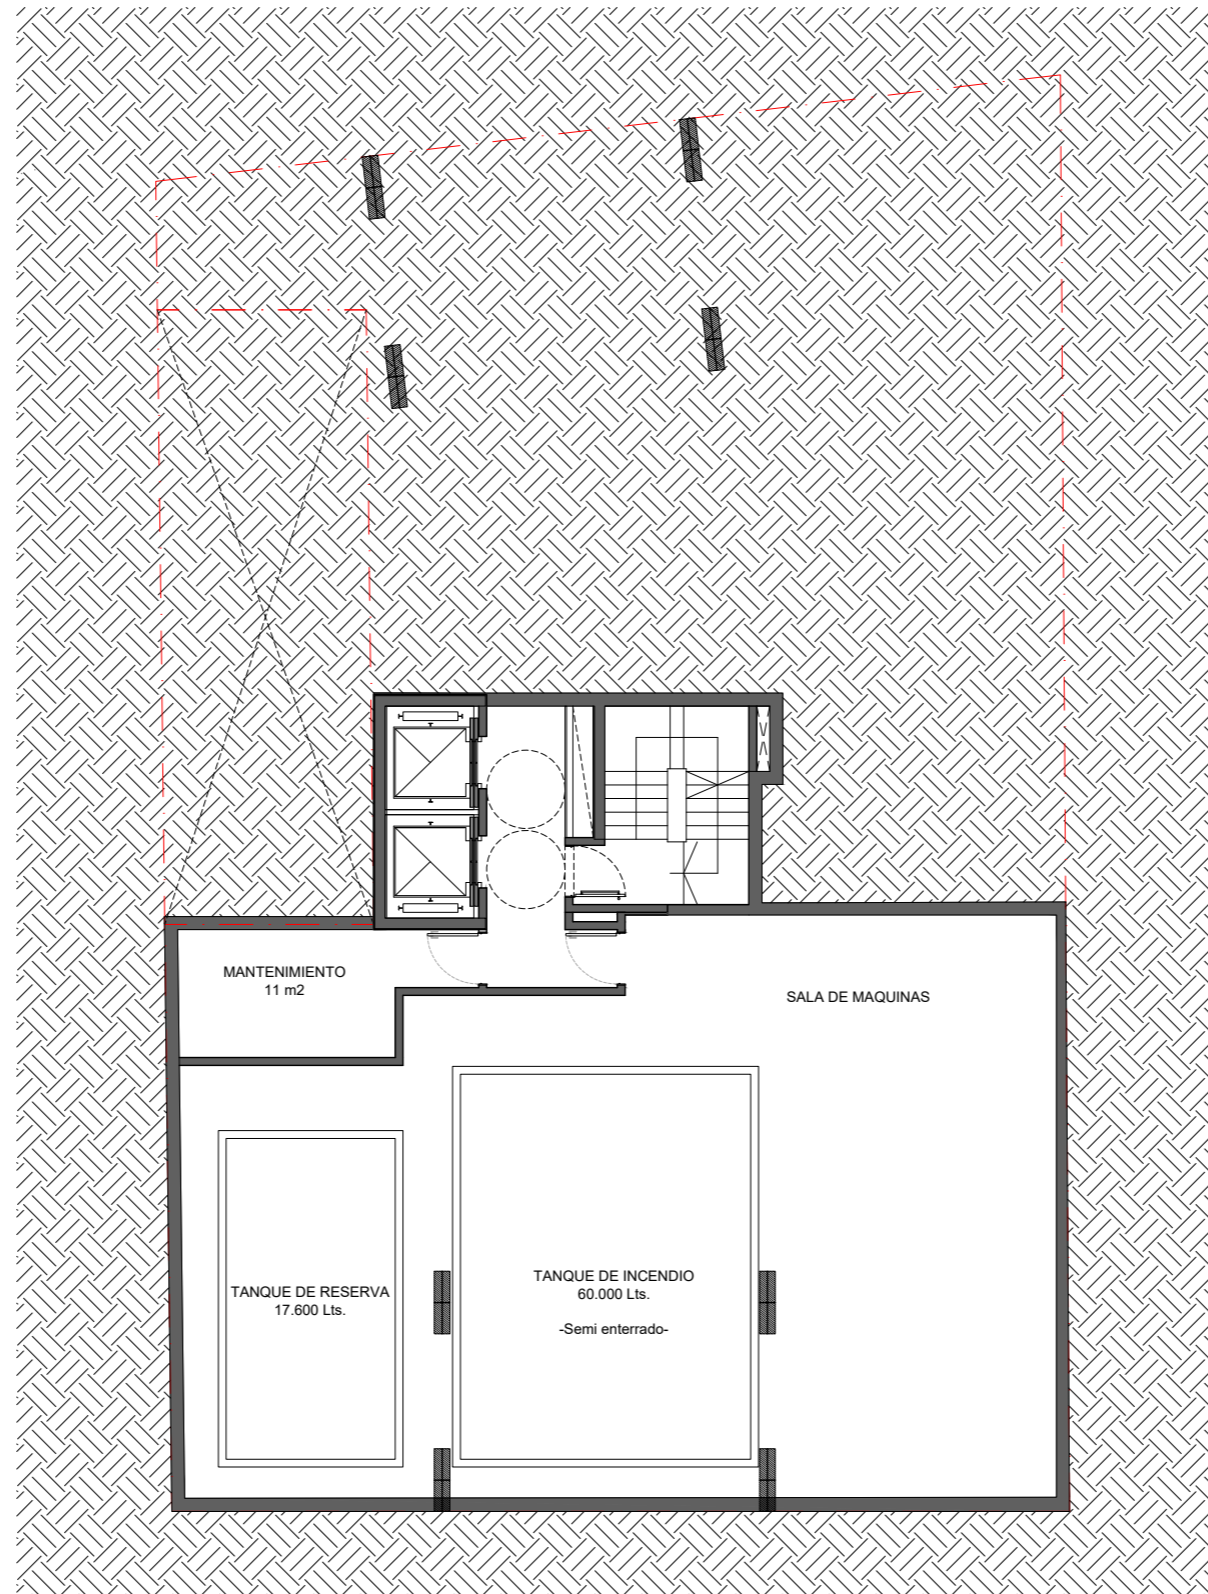 MANTENIMIENTO
11 m2
SALA DE MAQUINAS
TANQUE DE RESERVA
17.600 Lts.
TANQUE DE INCENDIO
60.000 Lts.
-Semi enterrado-